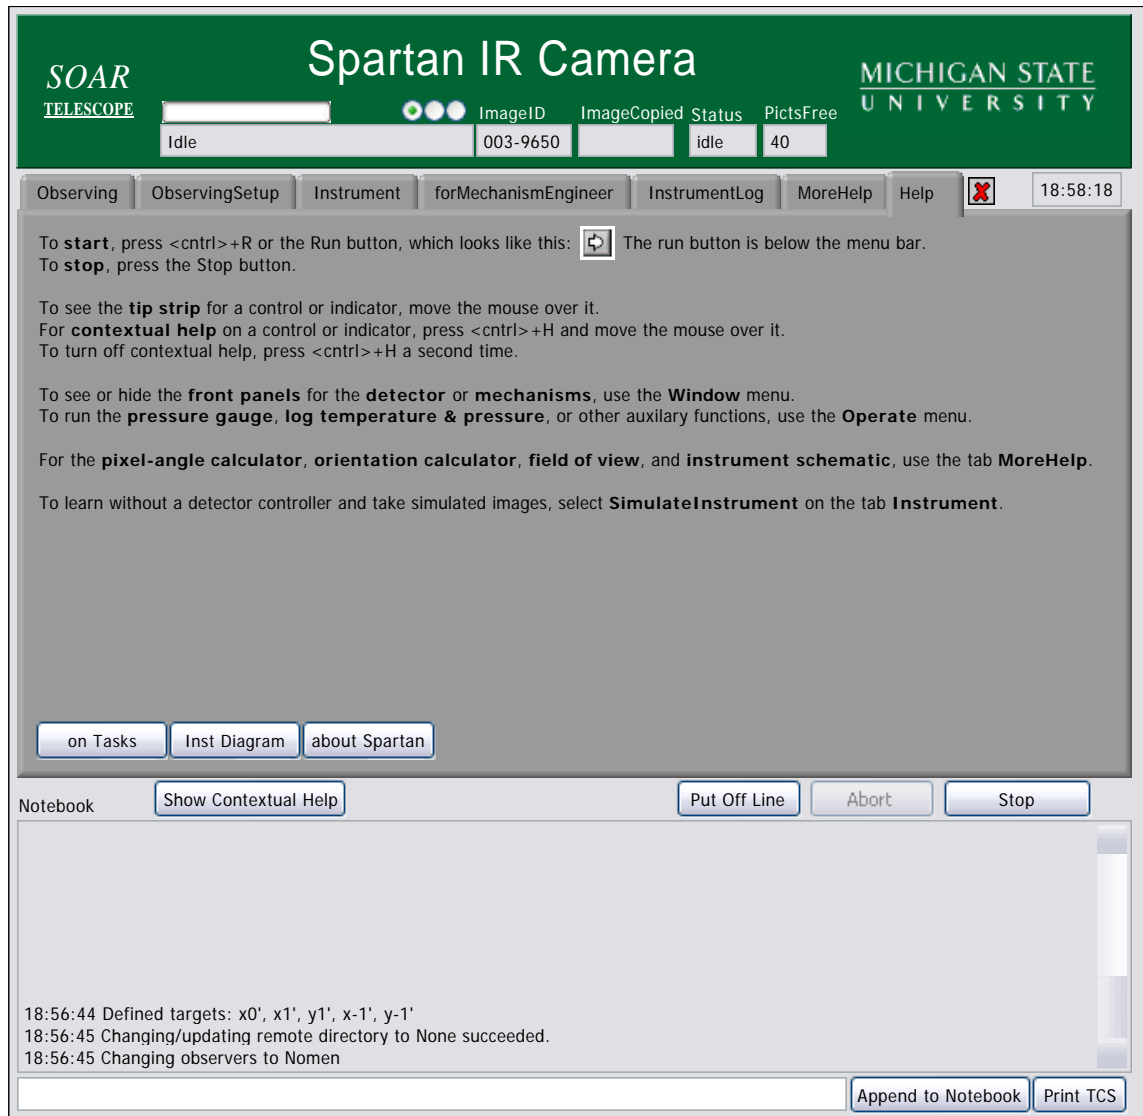 Spartan IR Camera
SOAR
TELESCOPE
MICHIGAN STATE
UNIVERSITY
ImageID ImageCopied Status PictsFree
Idle 003-9650 idle 40
Observing ObservingSetup Instrument forMechanismEngineer InstrumentLog MoreHelp Help 18:58:18
To start, press <cntrl>+R or the Run button, which looks like this: The run button is below the menu bar.
To stop, press the Stop button.
To see the tip strip for a control or indicator, move the mouse over it.
For contextual help on a control or indicator, press <cntrl>+H and move the mouse over it.
To turn off contextual help, press <cntrl>+H a second time.
To see or hide the front panels for the detector or mechanisms, use the Window menu.
To run the pressure gauge, log temperature & pressure, or other auxilary functions, use the Operate menu.
For the pixel-angle calculator, orientation calculator, field of view, and instrument schematic, use the tab MoreHelp.
To learn without a detector controller and take simulated images, select SimulateInstrument on the tab Instrument.
on Tasks Inst Diagram about Spartan
Notebook Show Contextual Help Put Off Line Abort Stop
18:56:44 Defined targets: x0', x1', y1', x-1', y-1'
18:56:45 Changing/updating remote directory to None succeeded.
18:56:45 Changing observers to Nomen
Append to Notebook Print TCS